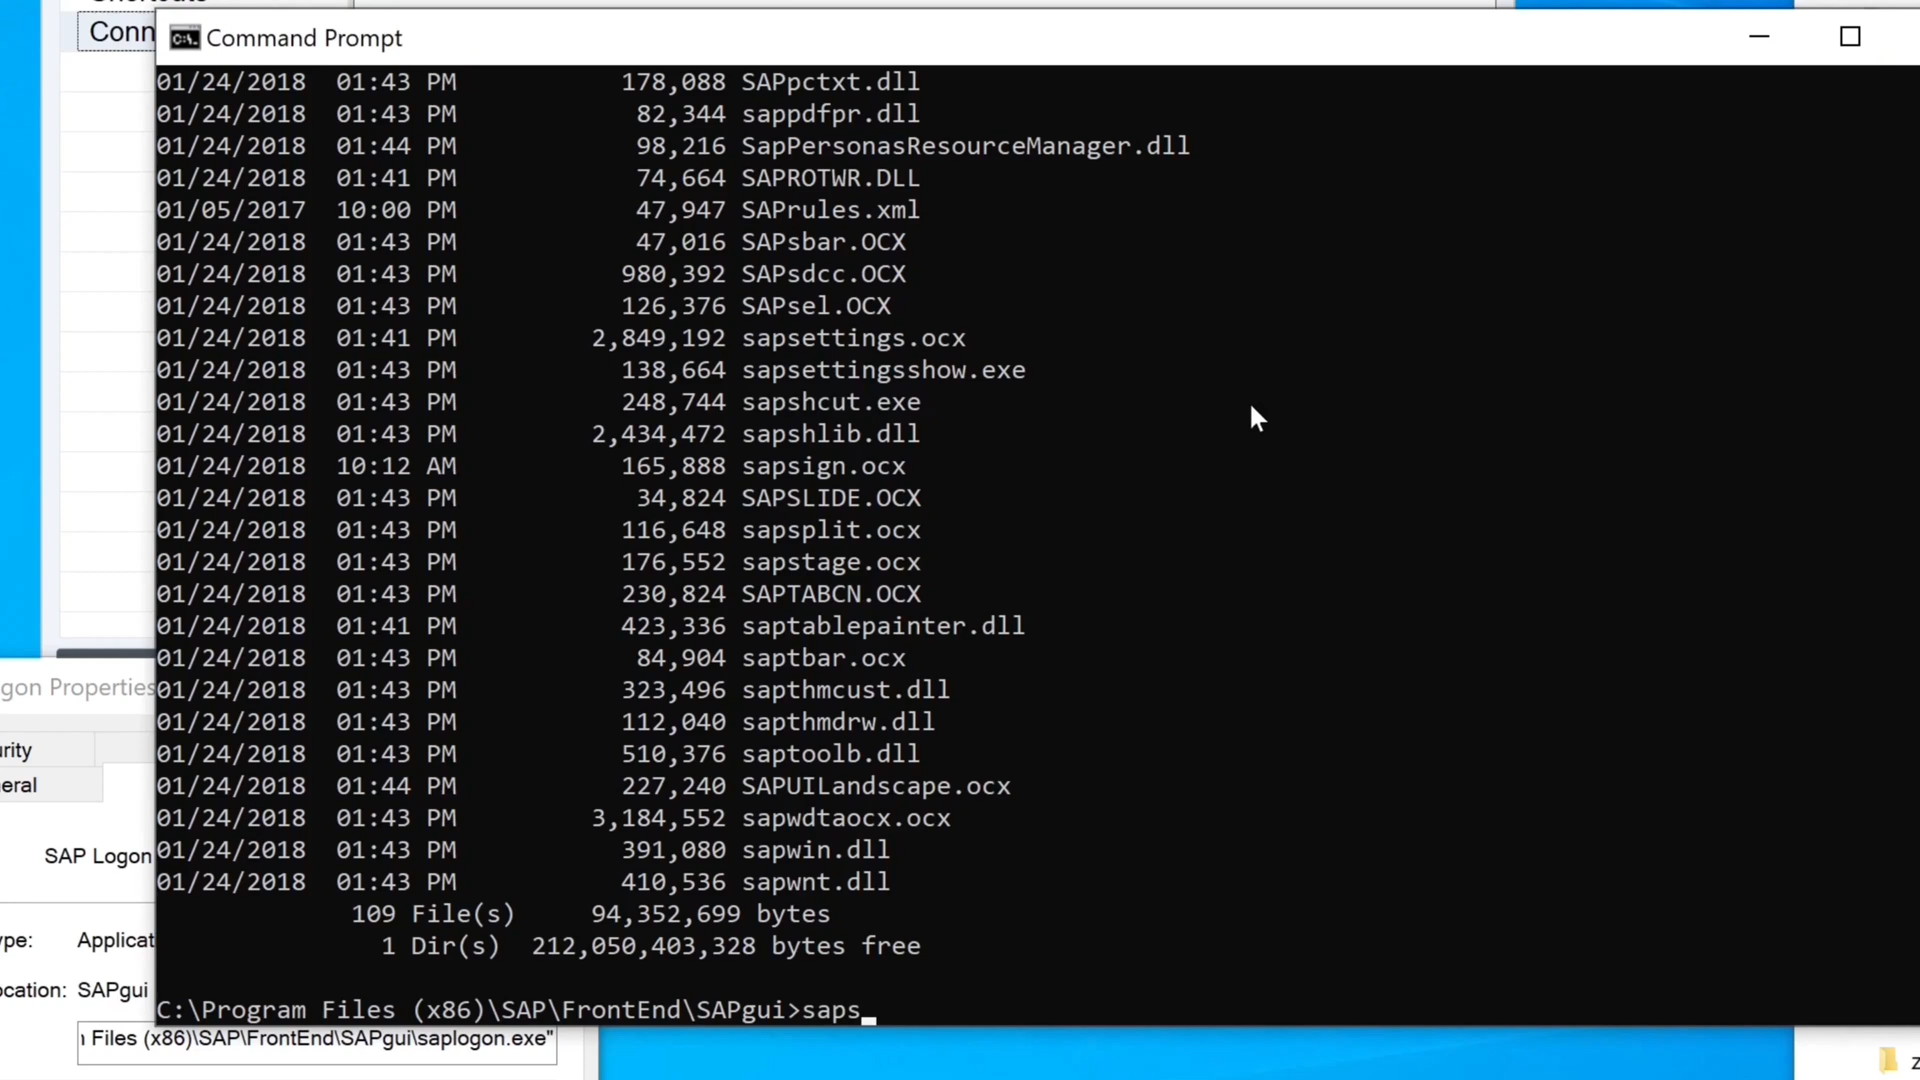 Conn
Command Prompt
01/24/2018 01:43 PM 178,088 SAPpctxt.dll
01/24/2018 01:43 PM 82,344 sappdfpr.dll
01/24/2018 01:44 PM 98,216 SapPersonasResourceManager.dll
01/24/2018 01:41 PM 74,664 SAPROTWR.DLL
01/05/2017 10:00 PM 47,947 SAPrules.xml
01/24/2018 01:43 PM 47,016 SAPsbar.OCX
01/24/2018 01:43 PM 980,392 SAPsdcc.OCX
01/24/2018 01:43 PM 126,376 SAPsel.OCX
01/24/2018 01:41 PM 2,849,192 sapsettings.ocx
01/24/2018 01:43 PM 138,664 sapsettingsshow.exe
01/24/2018 01:43 PM 248,744 sapshcut.exe
01/24/2018 01:43 PM 2,434,472 sapshlib.dll
01/24/2018 10:12 AM 165,888 sapsign.ocx
01/24/2018 01:43 PM 34,824 SAPSLIDE.OCX
01/24/2018 01:43 PM 116,648 sapsplit.ocx
01/24/2018 01:43 PM 176,552 sapstage.ocx
01/24/2018 01:43 PM 230,824 SAPTABCN.OCX
01/24/2018 01:41 PM 423,336 saptablepainter.dll
01/24/2018 01:43 PM 84,904 saptbar.ocx
01/24/2018 01:43 PM 323,496 sapthmcust.dll
01/24/2018 01:43 PM 112,040 sapthmdrw.dll
01/24/2018 01:43 PM 510,376 saptoolb.dll
01/24/2018 01:44 PM 227,240 SAPUILandscape.ocx
01/24/2018 01:43 PM 3,184,552 sapwdtaocx.ocx
01/24/2018 01:43 PM 391,080 sapwin.dll
01/24/2018 01:43 PM 410,536 sapwnt.dll
109 File(s) 94,352,699 bytes
1 Dir(s) 212,050,403,328 bytes free
C:\Program Files (x86)\SAP\FrontEnd\SAPgui>saps
gon Properties
urity
eral
SAP Logon
ype: Applicat
ocation: SAPgui
Files (x86)\SAP\FrontEnd\SAPgui\saplogon.exe"